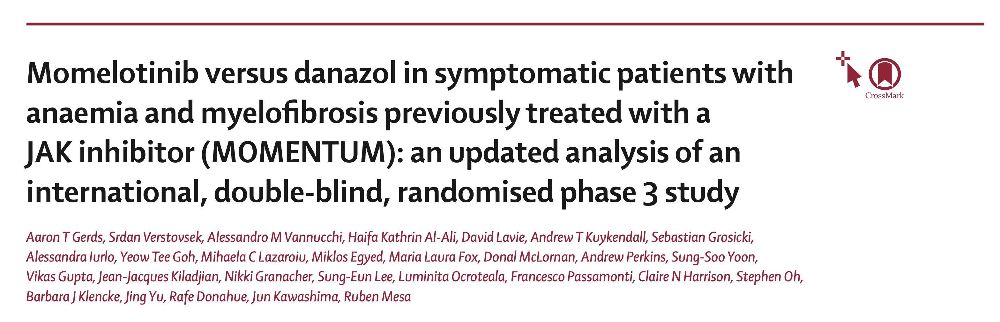 Momelotinib versus danazol in symptomatic patients with
anaemia and myelofibrosis previously treated with a
JAK inhibitor (MOMENTUM): an updated analysis of an
international, double-blind, randomised phase 3 study
CrossMark
Aaron T Gerds, Srdan Verstovsek, Alessandro M Vannucchi, Haifa Kathrin Al-Ali, David Lavie, Andrew T Kuykendall, Sebastian Grosicki,
Alessandra Iurlo, Yeow Tee Goh, Mihaela C Lazaroiu, Miklos Egyed, Maria Laura Fox, Donal McLornan, Andrew Perkins, Sung-Soo Yoon,
Vikas Gupta, Jean-Jacques Kiladjian, Nikki Granacher, Sung-Eun Lee, Luminita Ocroteala, Francesco Passamonti, Claire N Harrison, Stephen Oh,
Barbara J Klencke, Jing Yu, Rafe Donahue, Jun Kawashima, Ruben Mesa